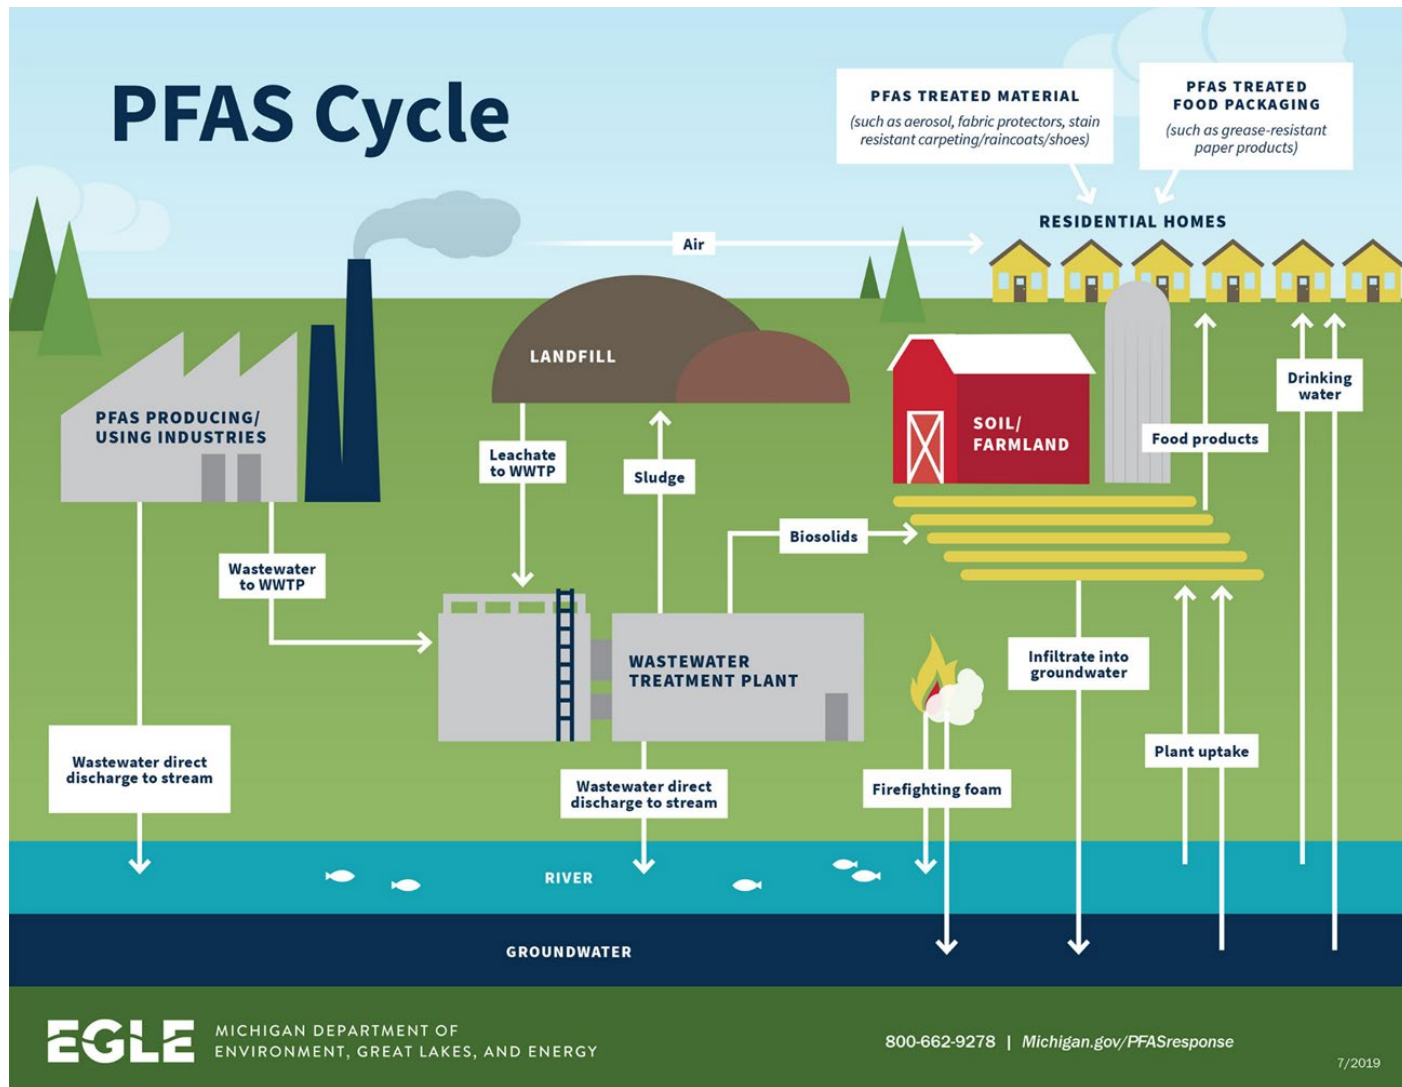 PFAS Cycle
PFAS TREATED MATERIAL
(such as aerosol, fabric protectors, stain
resistant carpeting/raincoats/shoes)
PFAS TREATED
FOOD PACKAGING
(such as grease-resistant
paper products)
RESIDENTIAL HOMES
Air
LANDFILL
PFAS PRODUCING/
USING INDUSTRIES
Leachate
to WWTP
Sludge
SOIL/
FARMLAND
Food products
Drinking
water
Biosolids
Wastewater
to WWTP
WASTEWATER
TREATMENT PLANT
Infiltrate into
groundwater
Plant uptake
Wastewater direct
discharge to stream
Wastewater direct
discharge to stream
Firefighting foam
RIVER
GROUNDWATER
EGLE
MICHIGAN DEPARTMENT OF
ENVIRONMENT, GREAT LAKES, AND ENERGY
800-662-9278 | Michigan.gov/PFASresponse
7/2019